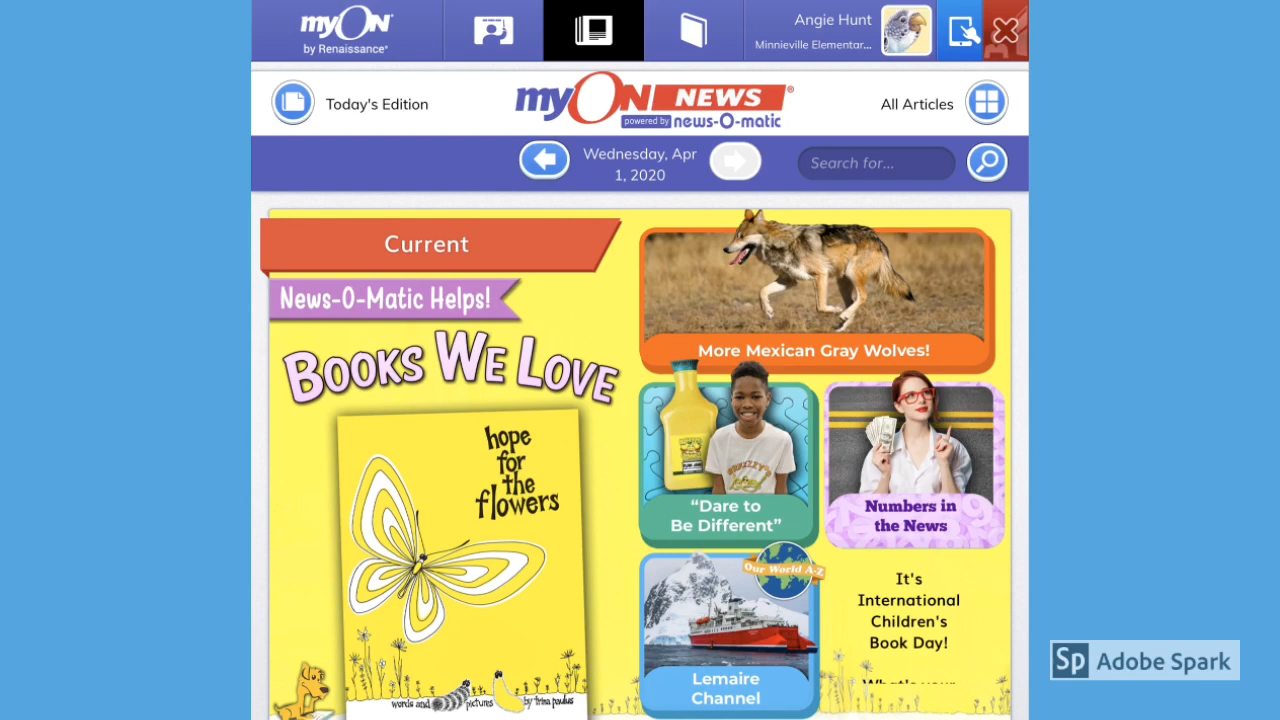 myON
by Renaissance®
Angie Hunt
Minnieville Elementar...
Today's Edition
myON NEWS®
powered by news-O-matic
All Articles
Wednesday, Apr
1, 2020
Search for...
Current
News-O-Matic Helps!
BOOKS WE LOVE
hope
for
the
flowers
words and pictures by trina paulus
More Mexican Gray Wolves!
"Dare to
Be Different"
Numbers in
the News
Our World A-Z
Lemaire
Channel
It's
International
Children's
Book Day!
What's your
Sp Adobe Spark